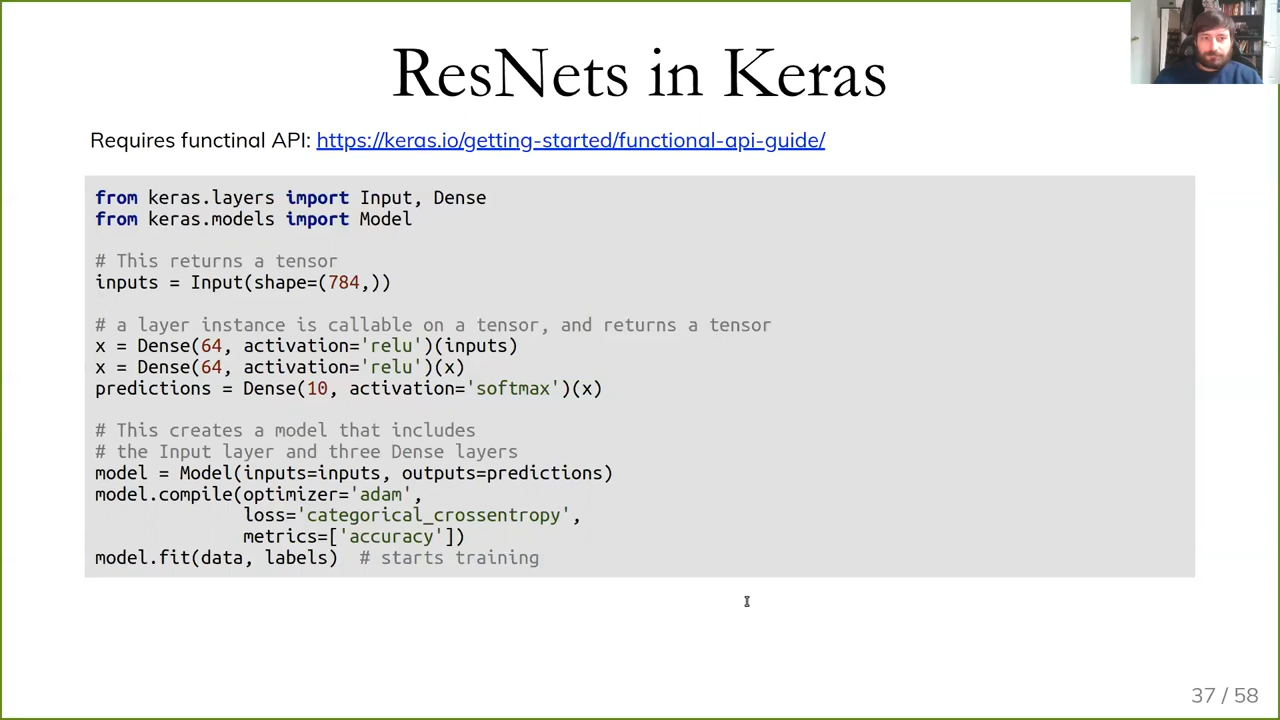 ResNets in Keras
Requires functinal API: https://keras.io/getting-started/functional-api-guide/
from keras.layers import Input, Dense
from keras.models import Model
# This returns a tensor
inputs = Input(shape=(784,))
# a layer instance is callable on a tensor, and returns a tensor
x = Dense(64, activation='relu')(inputs)
x = Dense(64, activation='relu')(x)
predictions = Dense(10, activation='softmax')(x)
# This creates a model that includes
# the Input layer and three Dense layers
model = Model(inputs=inputs, outputs=predictions)
model.compile(optimizer='adam',
loss='categorical_crossentropy',
metrics=['accuracy'])
model.fit(data, labels)  # starts training
37 / 58